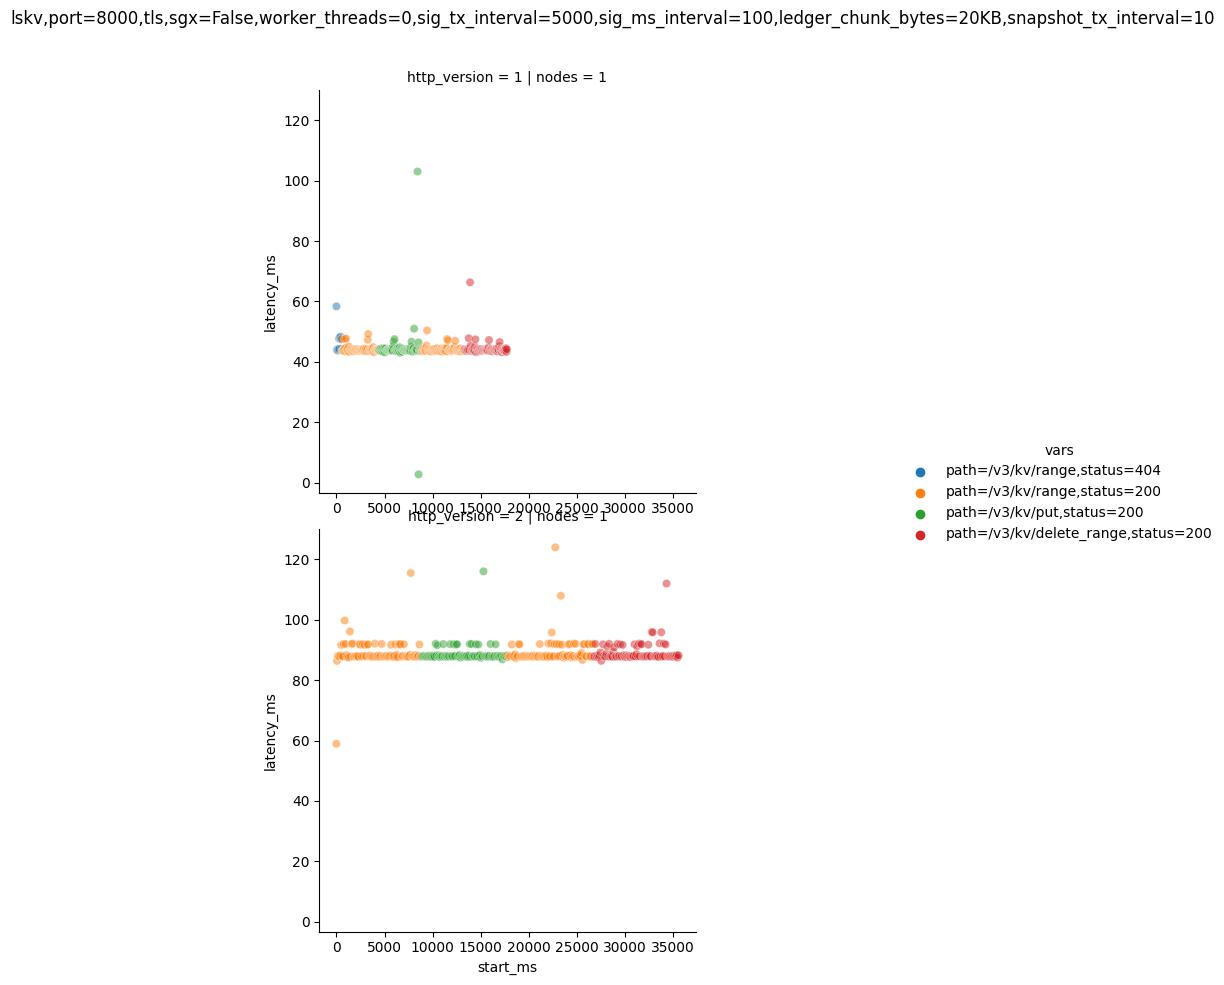 lskv,port=8000,tls,sgx=False,worker_threads=0,sig_tx_interval=5000,sig_ms_interval=100,ledger_chunk_bytes=20KB,snapshot_tx_interval=10
http_version = 1 | nodes = 1
120
100
80
60
40
20
0
latency_ms
0 5000 10000 15000 20000 25000 30000 35000
http_version = 2 | nodes = 1
120
100
80
60
40
20
0
latency_ms
0 5000 10000 15000 20000 25000 30000 35000
start_ms
vars
path=/v3/kv/range,status=404
path=/v3/kv/range,status=200
path=/v3/kv/put,status=200
path=/v3/kv/delete_range,status=200